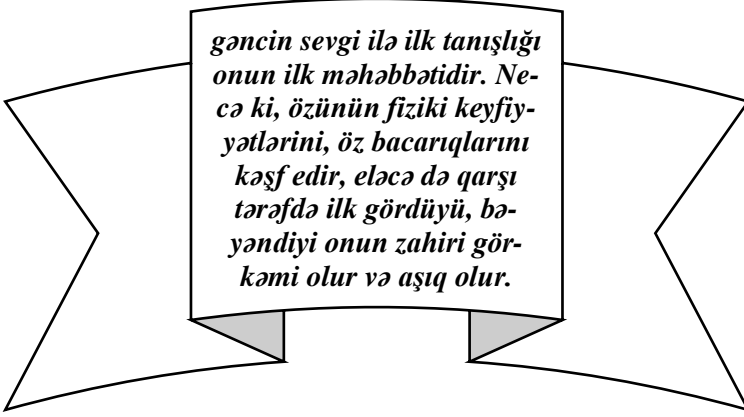 gəncin sevgi ilə ilk tanışlığı
onun ilk məhəbbətidir. Ne-
cə ki, özünün fiziki keyfiy-
yətlərini, öz bacarıqlarını
kəşf edir, eləcə də qarşı
tərəfdə ilk gördüyü, bə-
yəndiyi onun zahiri gör-
kəmi olur və aşıq olur.